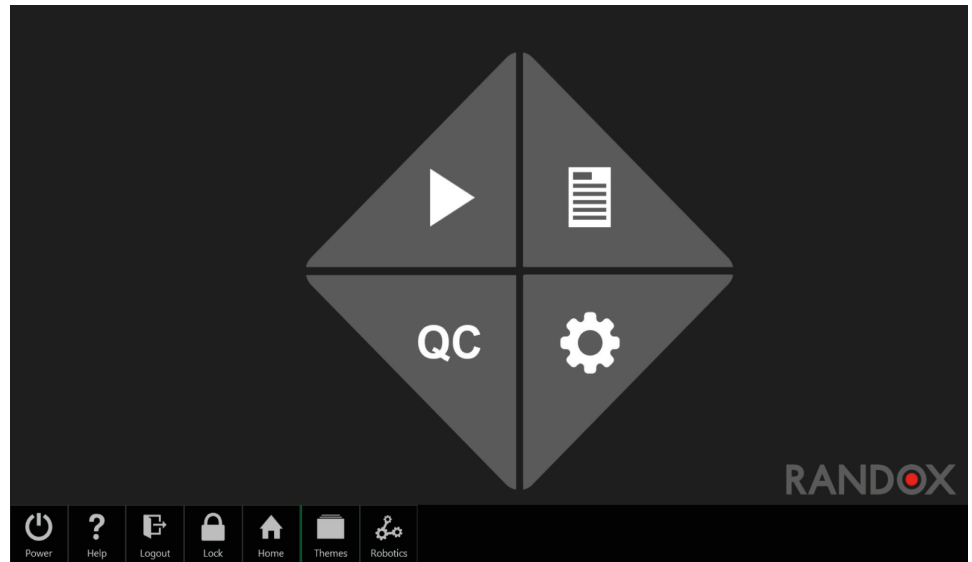 QC
RANDOX
Power
Help
Logout
Lock
Home
Themes
Robotics